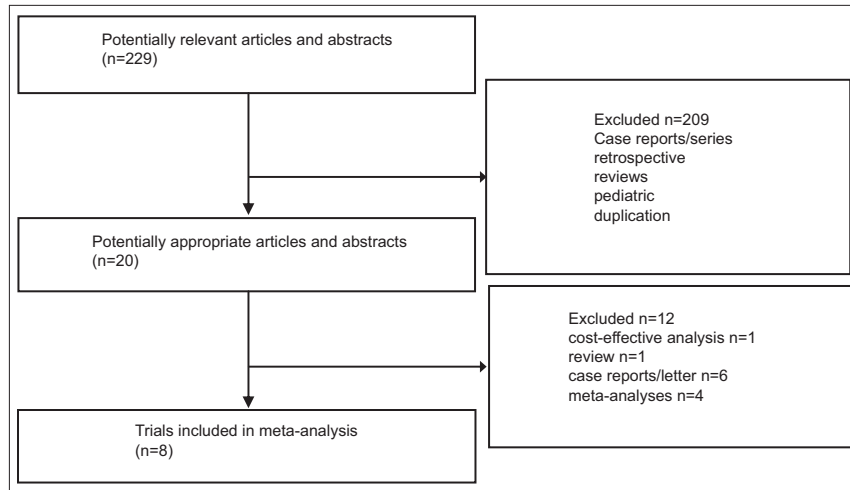 Potentially relevant articles and abstracts
(n=229)
Excluded n=209
Case reports/series
retrospective
reviews
pediatric
duplication
Potentially appropriate articles and abstracts
(n=20)
Excluded n=12
cost-effective analysis n=1
review n=1
case reports/letter n=6
meta-analyses n=4
Trials included in meta-analysis
(n=8)